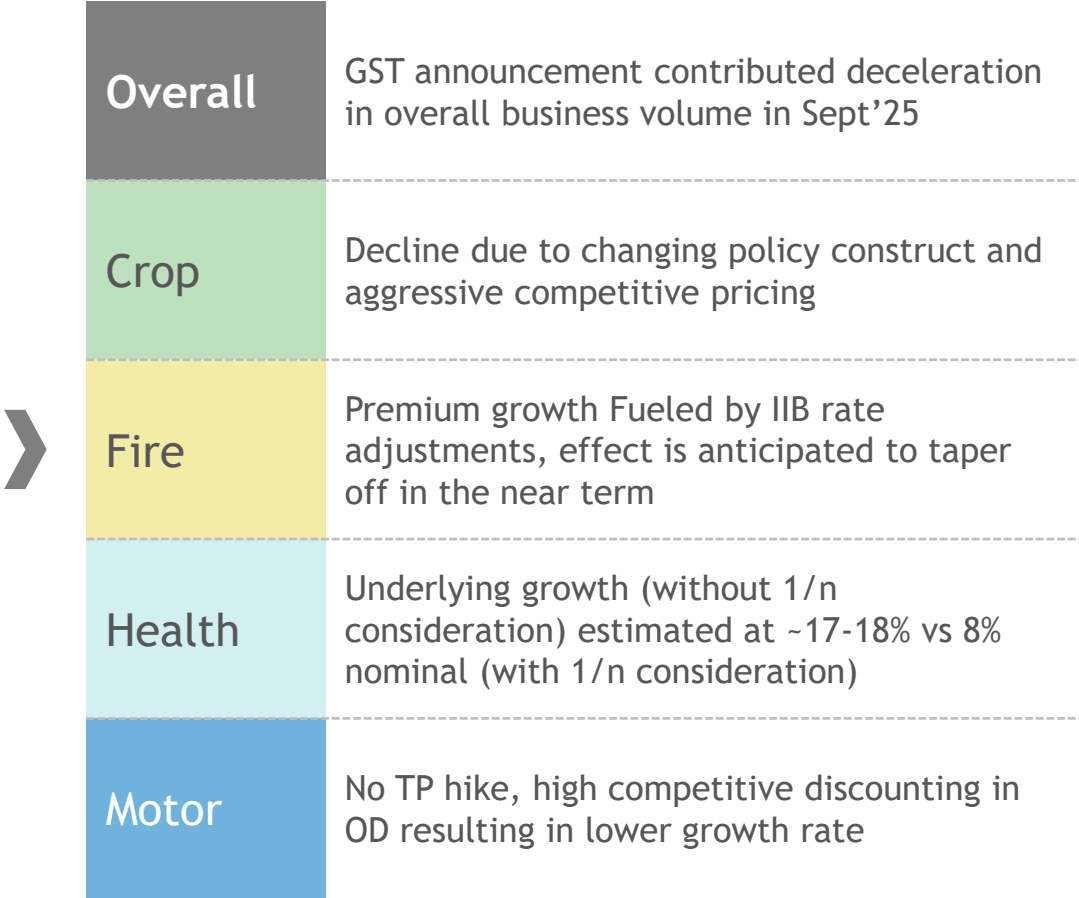 Overall
GST announcement contributed deceleration
in overall business volume in Sept’25
Crop
Decline due to changing policy construct and
aggressive competitive pricing
Fire
Premium growth Fueled by IIB rate
adjustments, effect is anticipated to taper
off in the near term
Health
Underlying growth (without 1/n
consideration) estimated at ~17-18% vs 8%
nominal (with 1/n consideration)
Motor
No TP hike, high competitive discounting in
OD resulting in lower growth rate